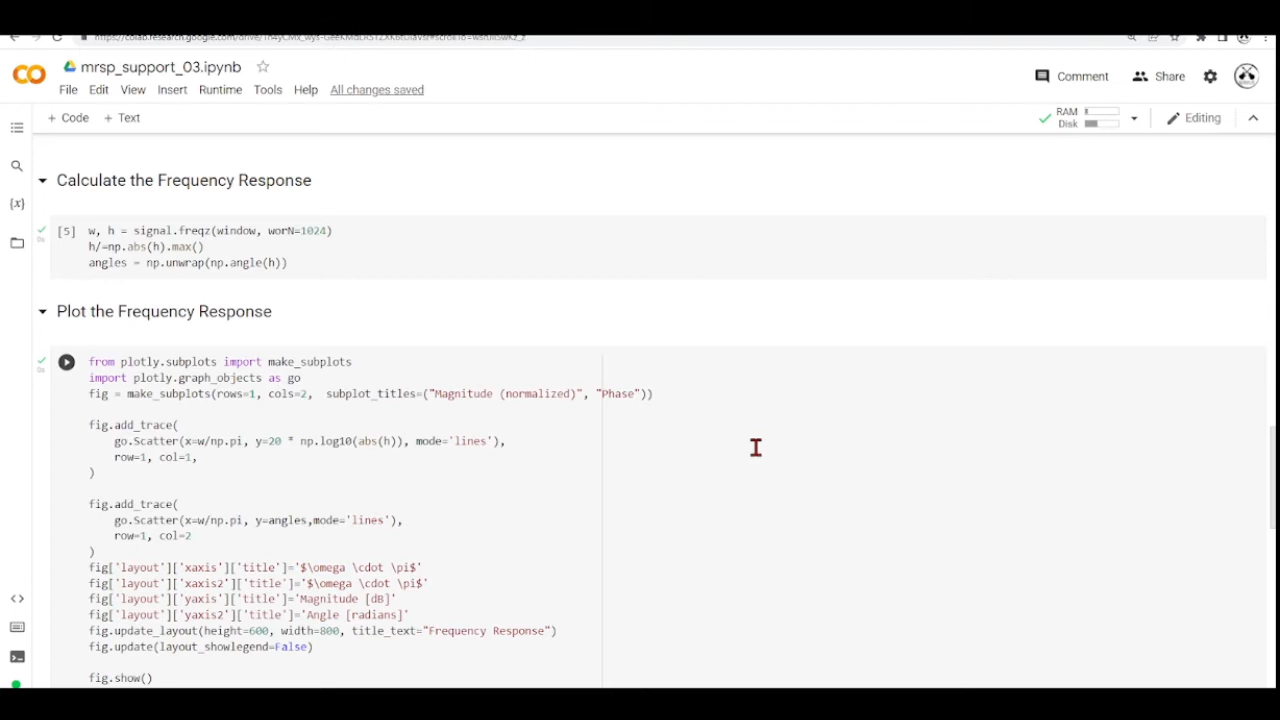 mrsp_support_03.ipynb
Comment
Share
File Edit View Insert Runtime Tools Help All changes saved
+ Code + Text
RAM
Disk
Editing
Calculate the Frequency Response
[5] w, h = signal.freqz(window, worN=1024)
h/=np.abs(h).max()
angles = np.unwrap(np.angle(h))
Plot the Frequency Response
from plotly.subplots import make_subplots
import plotly.graph_objects as go
fig = make_subplots(rows=1, cols=2, subplot_titles=("Magnitude (normalized)", "Phase"))
fig.add_trace(
go.Scatter(x=w/np.pi, y=20 * np.log10(abs(h)), mode='lines'),
row=1, col=1,
)
fig.add_trace(
go.Scatter(x=w/np.pi, y=angles,mode='lines'),
row=1, col=2
)
fig['layout']['xaxis']['title']='$\omega \cdot \pi$'
fig['layout']['xaxis2']['title']='$\omega \cdot \pi$'
fig['layout']['yaxis']['title']='Magnitude [dB]'
fig['layout']['yaxis2']['title']='Angle [radians]'
fig.update_layout(height=600, width=800, title_text="Frequency Response")
fig.update(layout_showlegend=False)
fig.show()